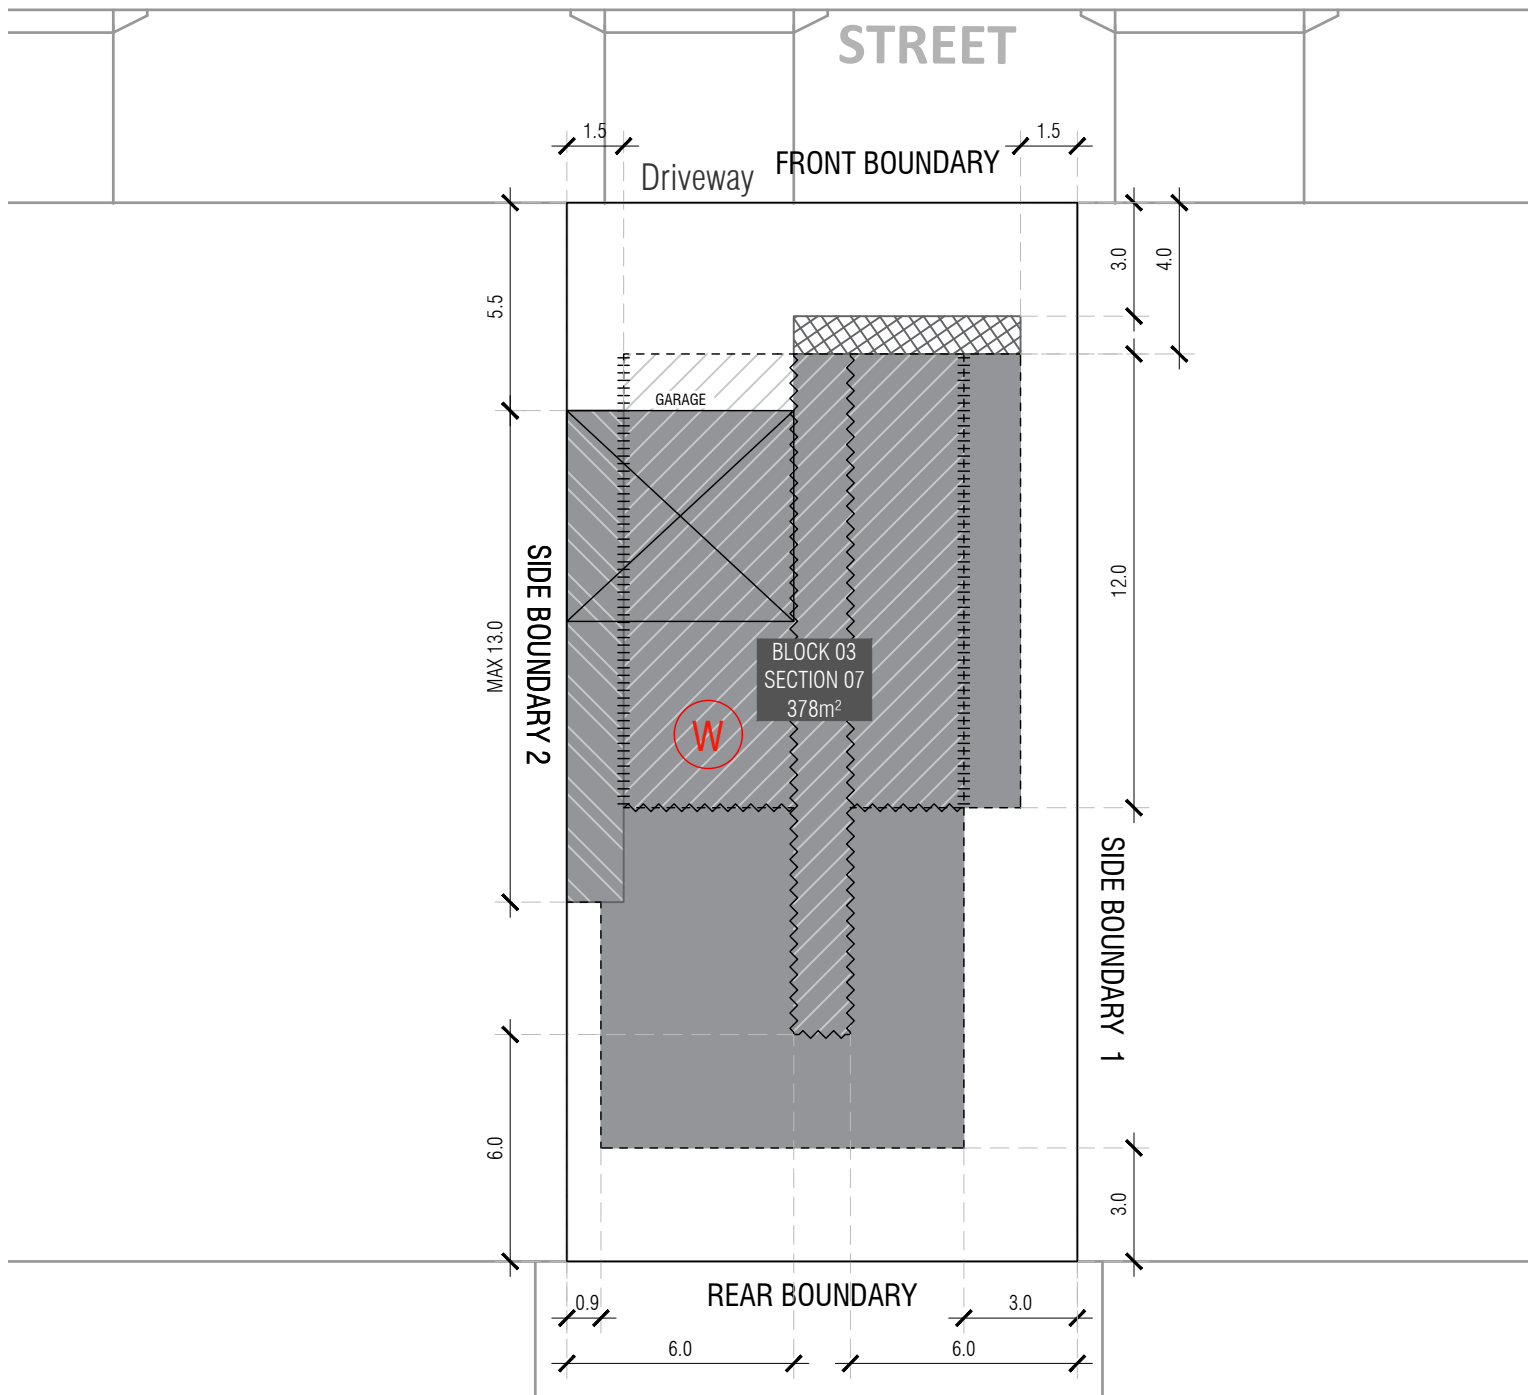 STREET
1.5
1.5
FRONT BOUNDARY
Driveway
3.0
4.0
5.5
GARAGE
12.0
SIDE BOUNDARY 2
MAX 13.0
BLOCK 03
SECTION 07
378m²
W
SIDE BOUNDARY 1
6.0
3.0
REAR BOUNDARY
0.9
3.0
6.0
6.0